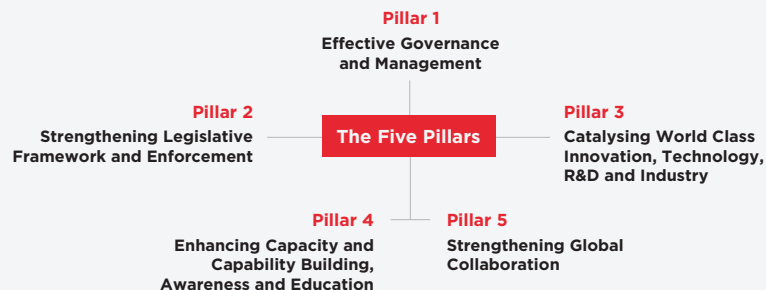 Pillar 1
Effective Governance
and Management
Pillar 2
Strengthening Legislative
Framework and Enforcement
The Five Pillars
Pillar 3
Catalysing World Class
Innovation, Technology,
R&D and Industry
Pillar 4
Enhancing Capacity and
Capability Building,
Awareness and Education
Pillar 5
Strengthening Global
Collaboration